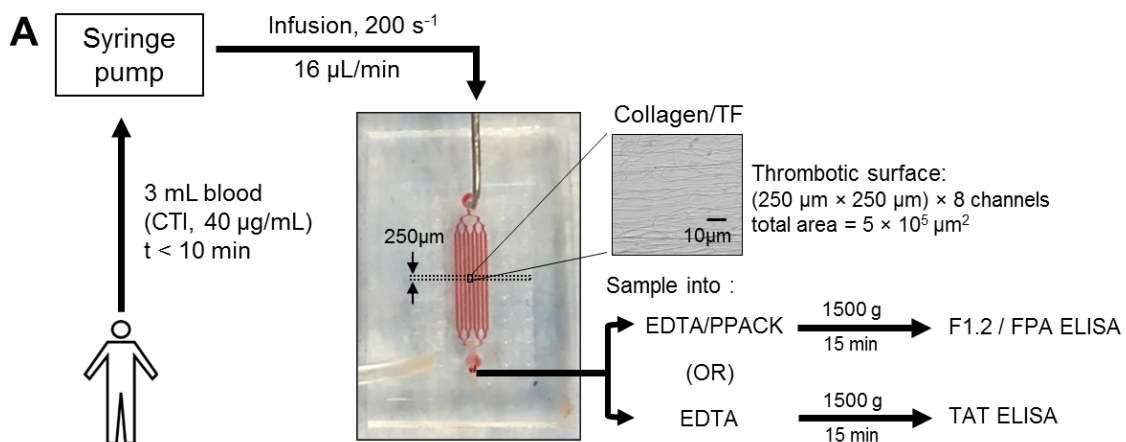 A
Syringe
pump
Infusion, 200 s⁻¹
16 µL/min
3 mL blood
(CTI, 40 µg/mL)
t < 10 min
250µm
Collagen/TF
10µm
Thrombotic surface:
(250 µm × 250 µm) × 8 channels
total area = 5 × 10⁵ µm²
Sample into :
EDTA/PPACK
1500 g
15 min
F1.2 / FPA ELISA
(OR)
EDTA
1500 g
15 min
TAT ELISA